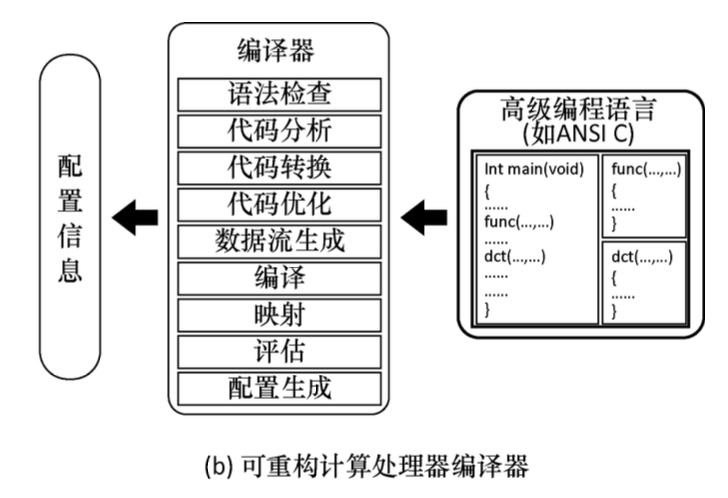 配
置
信
息
编译器
语法检查
代码分析
代码转换
代码优化
数据流生成
编译
映射
评估
配置生成
高级编程语言
(如ANSI C)
Int main(void)
{
......
func(...,...)
......
dct(...,...)
......
......
}
func(...,...)
{
......
}
dct(...,...)
{
......
}
(b) 可重构计算处理器编译器